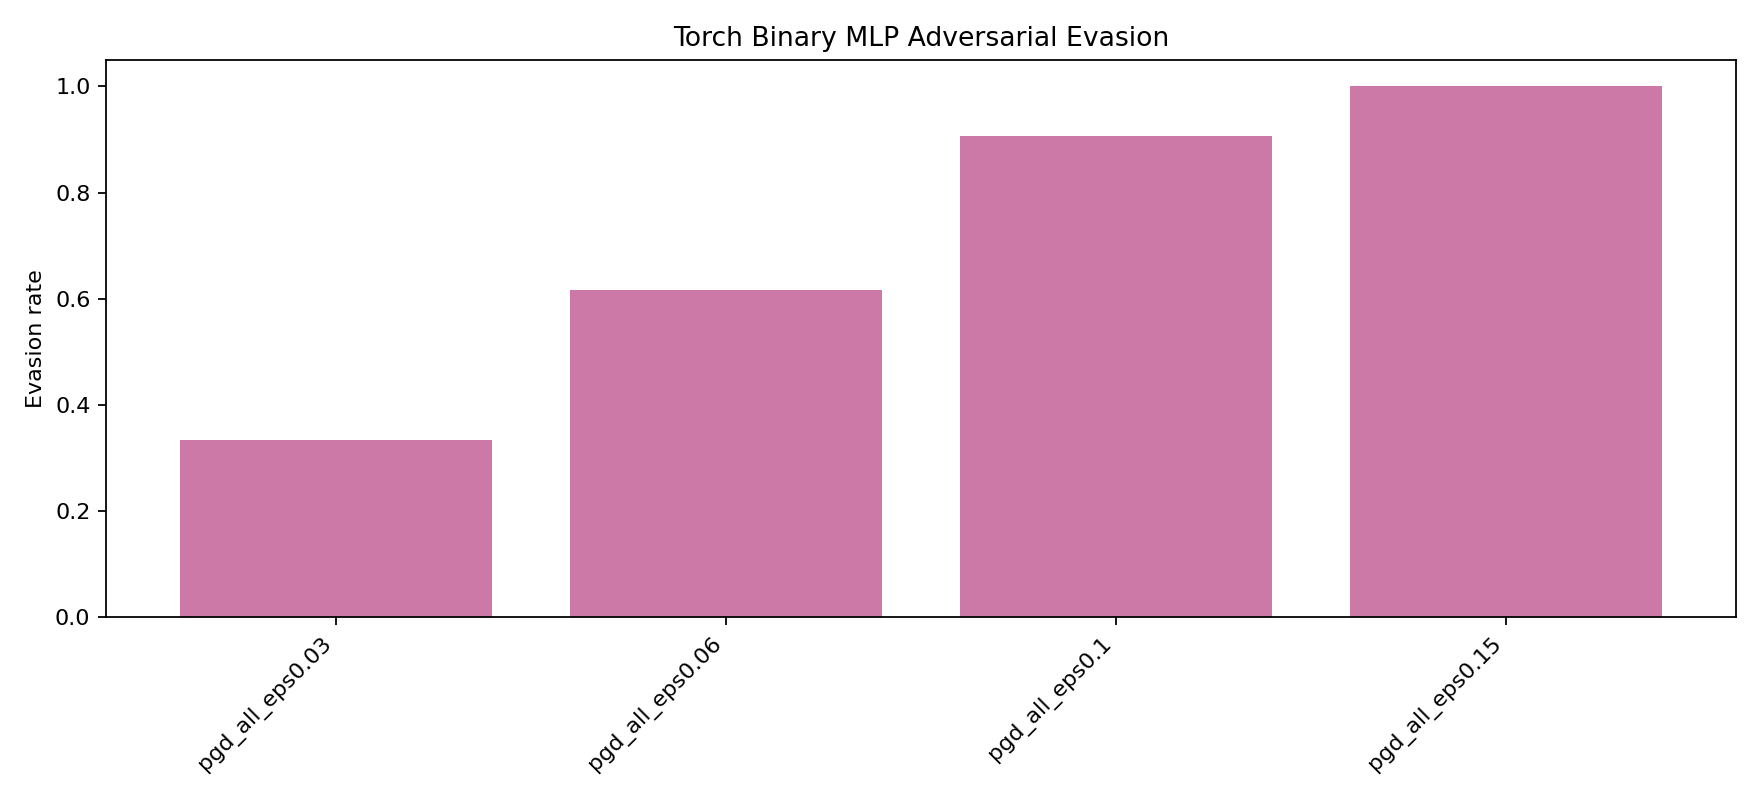 Torch Binary MLP Adversarial Evasion
Evasion rate
1.0
0.8
0.6
0.4
0.2
0.0
pgd_all_eps0.03
pgd_all_eps0.06
pgd_all_eps0.1
pgd_all_eps0.15